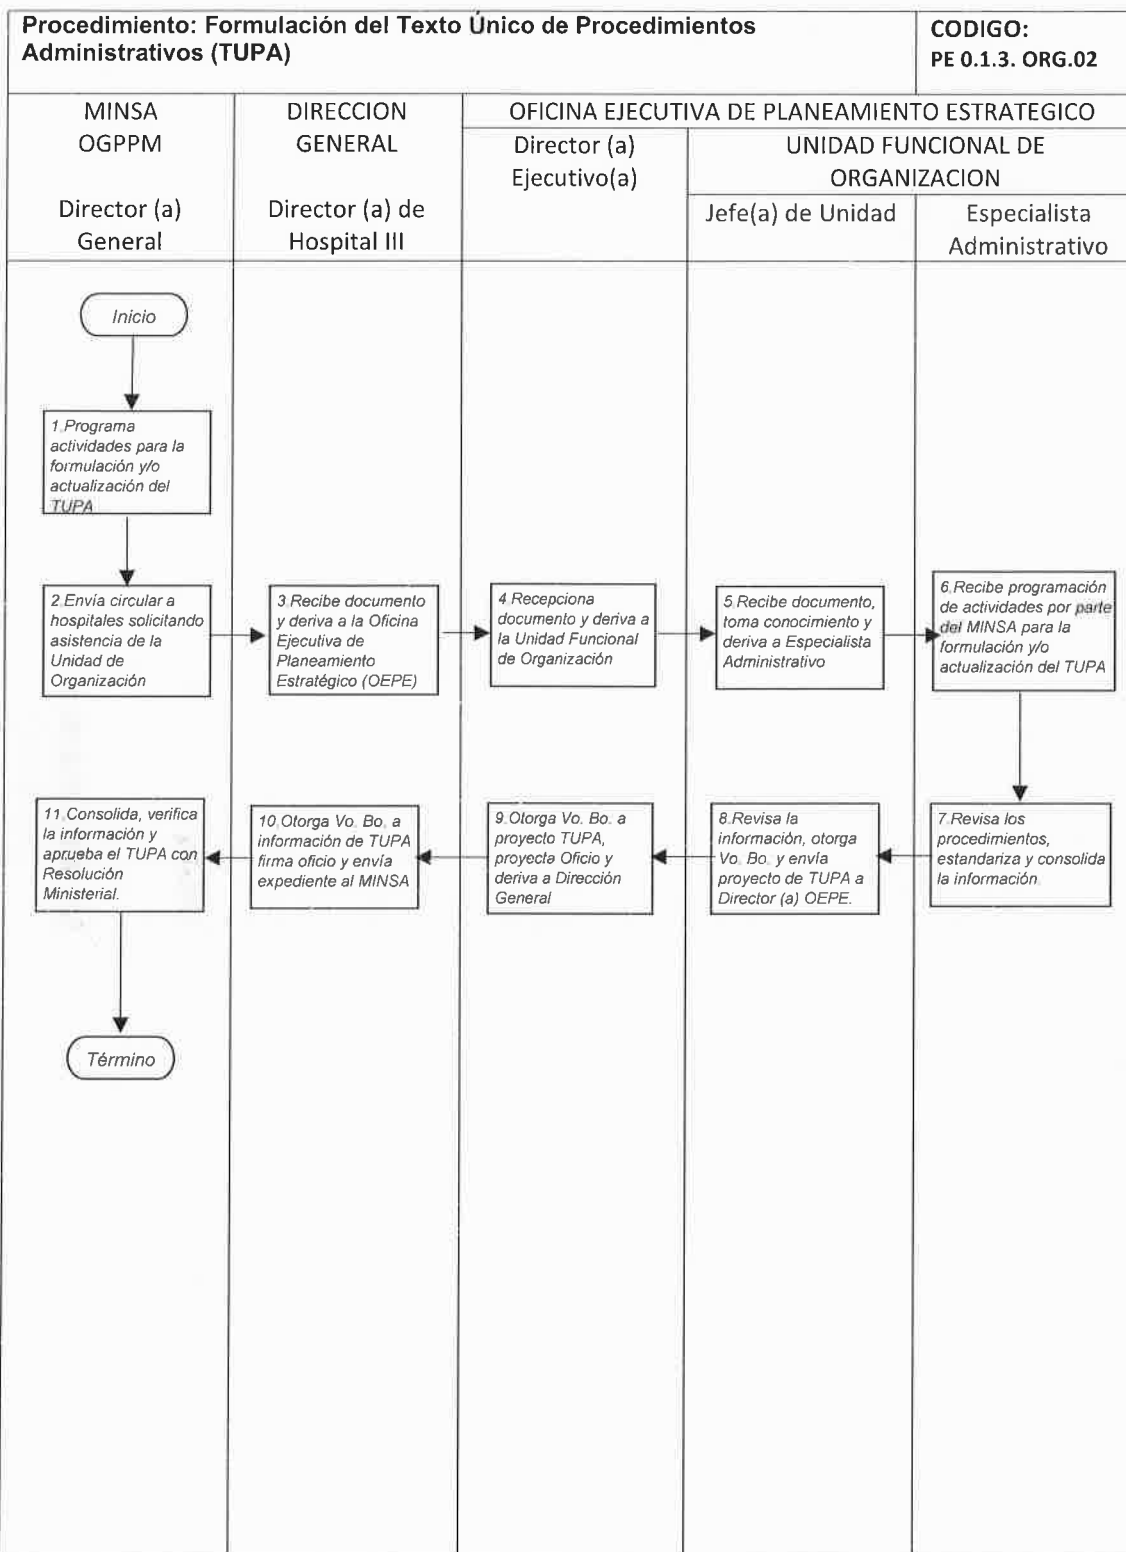 Procedimiento: Formulación del Texto Único de Procedimientos
Administrativos (TUPA)
CODIGO:
PE 0.1.3. ORG.02
MINSA
OGPPM
Director (a)
General
DIRECCION
GENERAL
Director (a) de
Hospital III
OFICINA EJECUTIVA DE PLANEAMIENTO ESTRATEGICO
Director (a)
Ejecutivo(a)
UNIDAD FUNCIONAL DE
ORGANIZACION
Jefe(a) de Unidad
Especialista
Administrativo
Inicio
1.Programa
actividades para la
formulación y/o
actualización del
TUPA
2.Envía circular a
hospitales solicitando
asistencia de la
Unidad de
Organización
3.Recibe documento
y deriva a la Oficina
Ejecutiva de
Planeamiento
Estratégico (OEPE)
4.Recepciona
documento y deriva a
la Unidad Funcional
de Organización
5.Recibe documento,
toma conocimiento y
deriva a Especialista
Administrativo
6.Recibe programación
de actividades por parte
del MINSA para la
formulación y/o
actualización del TUPA
7.Revisa los
procedimientos,
estandariza y consolida
la información.
8.Revisa la
información, otorga
Vo. Bo. y envía
proyecto de TUPA a
Director (a) OEPE.
9.Otorga Vo. Bo. a
proyecto TUPA,
proyecta Oficio y
deriva a Dirección
General
10.Otorga Vo. Bo. a
información de TUPA
firma oficio y envía
expediente al MINSA
11.Consolida, verifica
la información y
aprueba el TUPA con
Resolución
Ministerial.
Término